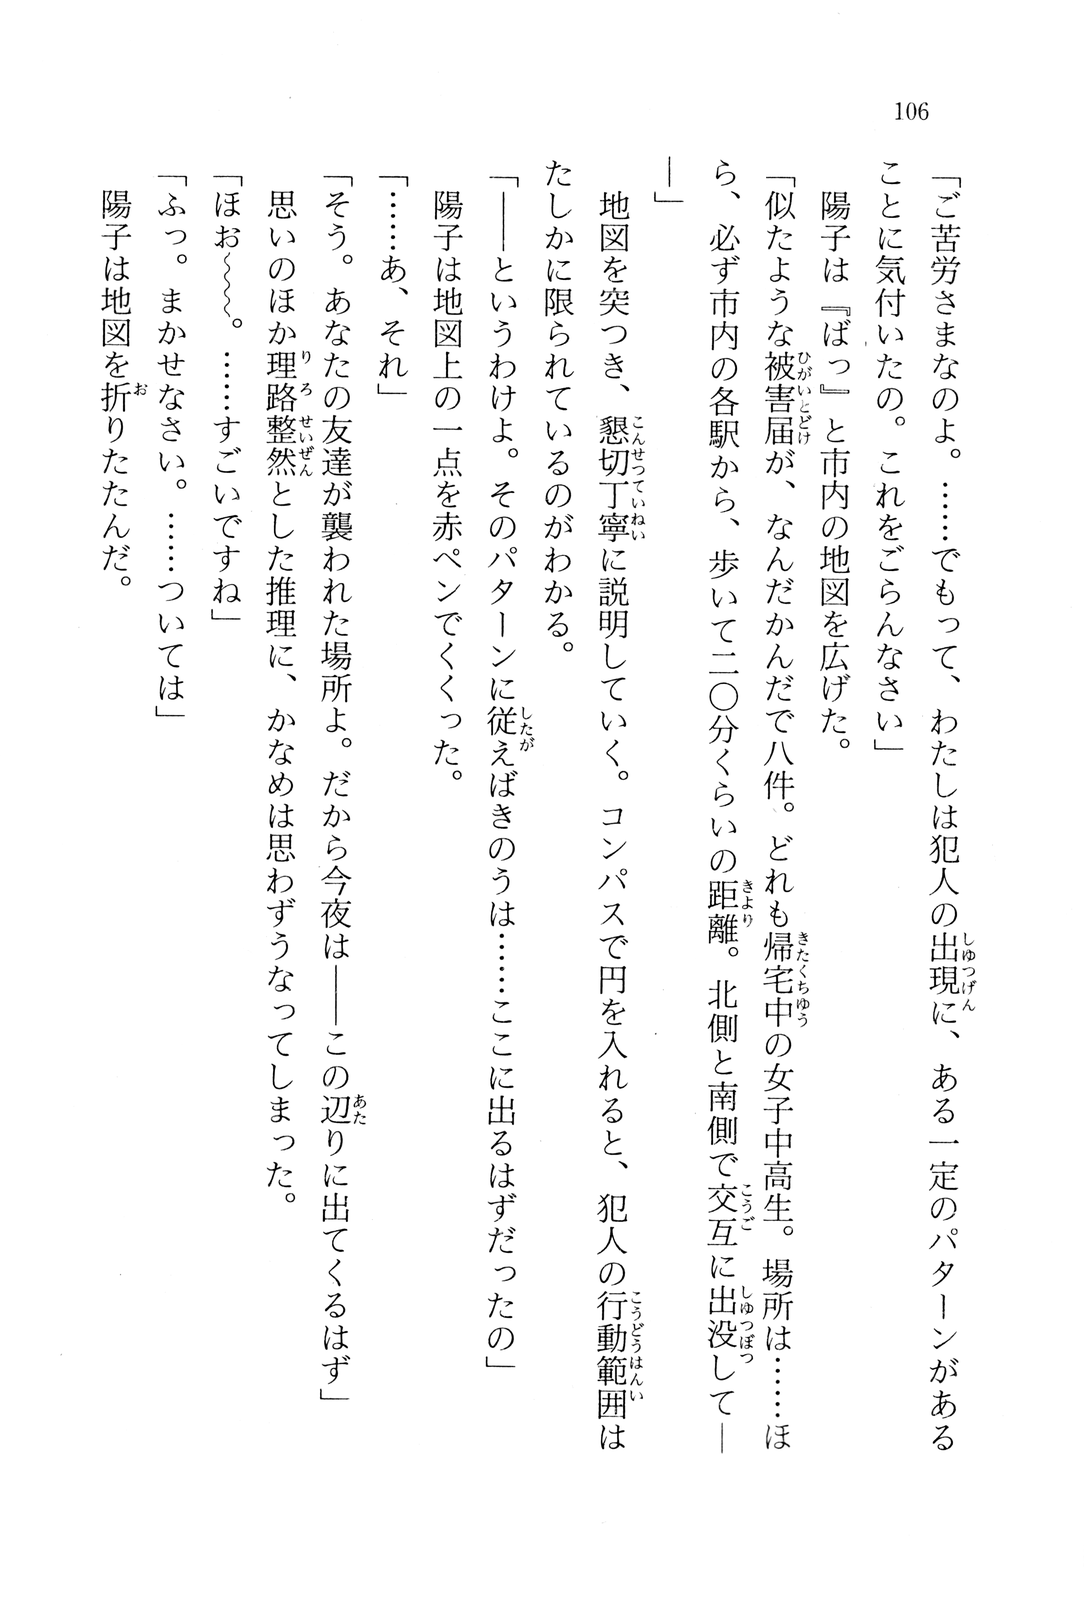 106
「ご苦労さまなのよ。……でもって、わたしは犯人の出現に、ある一定のパターンがある
ことに気付いたの。これをごらんなさい」
　陽子は『ばっ』と市内の地図を広げた。
「似たような被害届が、なんだかんだで八件。どれも帰宅中の女子中高生。場所は……ほ
ら、必ず市内の各駅から、歩いて二〇分くらいの距離。北側と南側で交互に出没して―
―」
　地図を突つき、懇切丁寧に説明していく。コンパスで円を入れると、犯人の行動範囲は
たしかに限られているのがわかる。
「――というわけよ。そのパターンに従えばきのうは……ここに出るはずだったの」
　陽子は地図上の一点を赤ペンでくくった。
「……あ、それ」
「そう。あなたの友達が襲われた場所よ。だから今夜は――この辺りに出てくるはず」
　思いのほか理路整然とした推理に、かなめは思わずうなってしまった。
「ほお〜〜〜。……すごいですね」
「ふっ。まかせなさい。……ついては」
　陽子は地図を折りたたんだ。